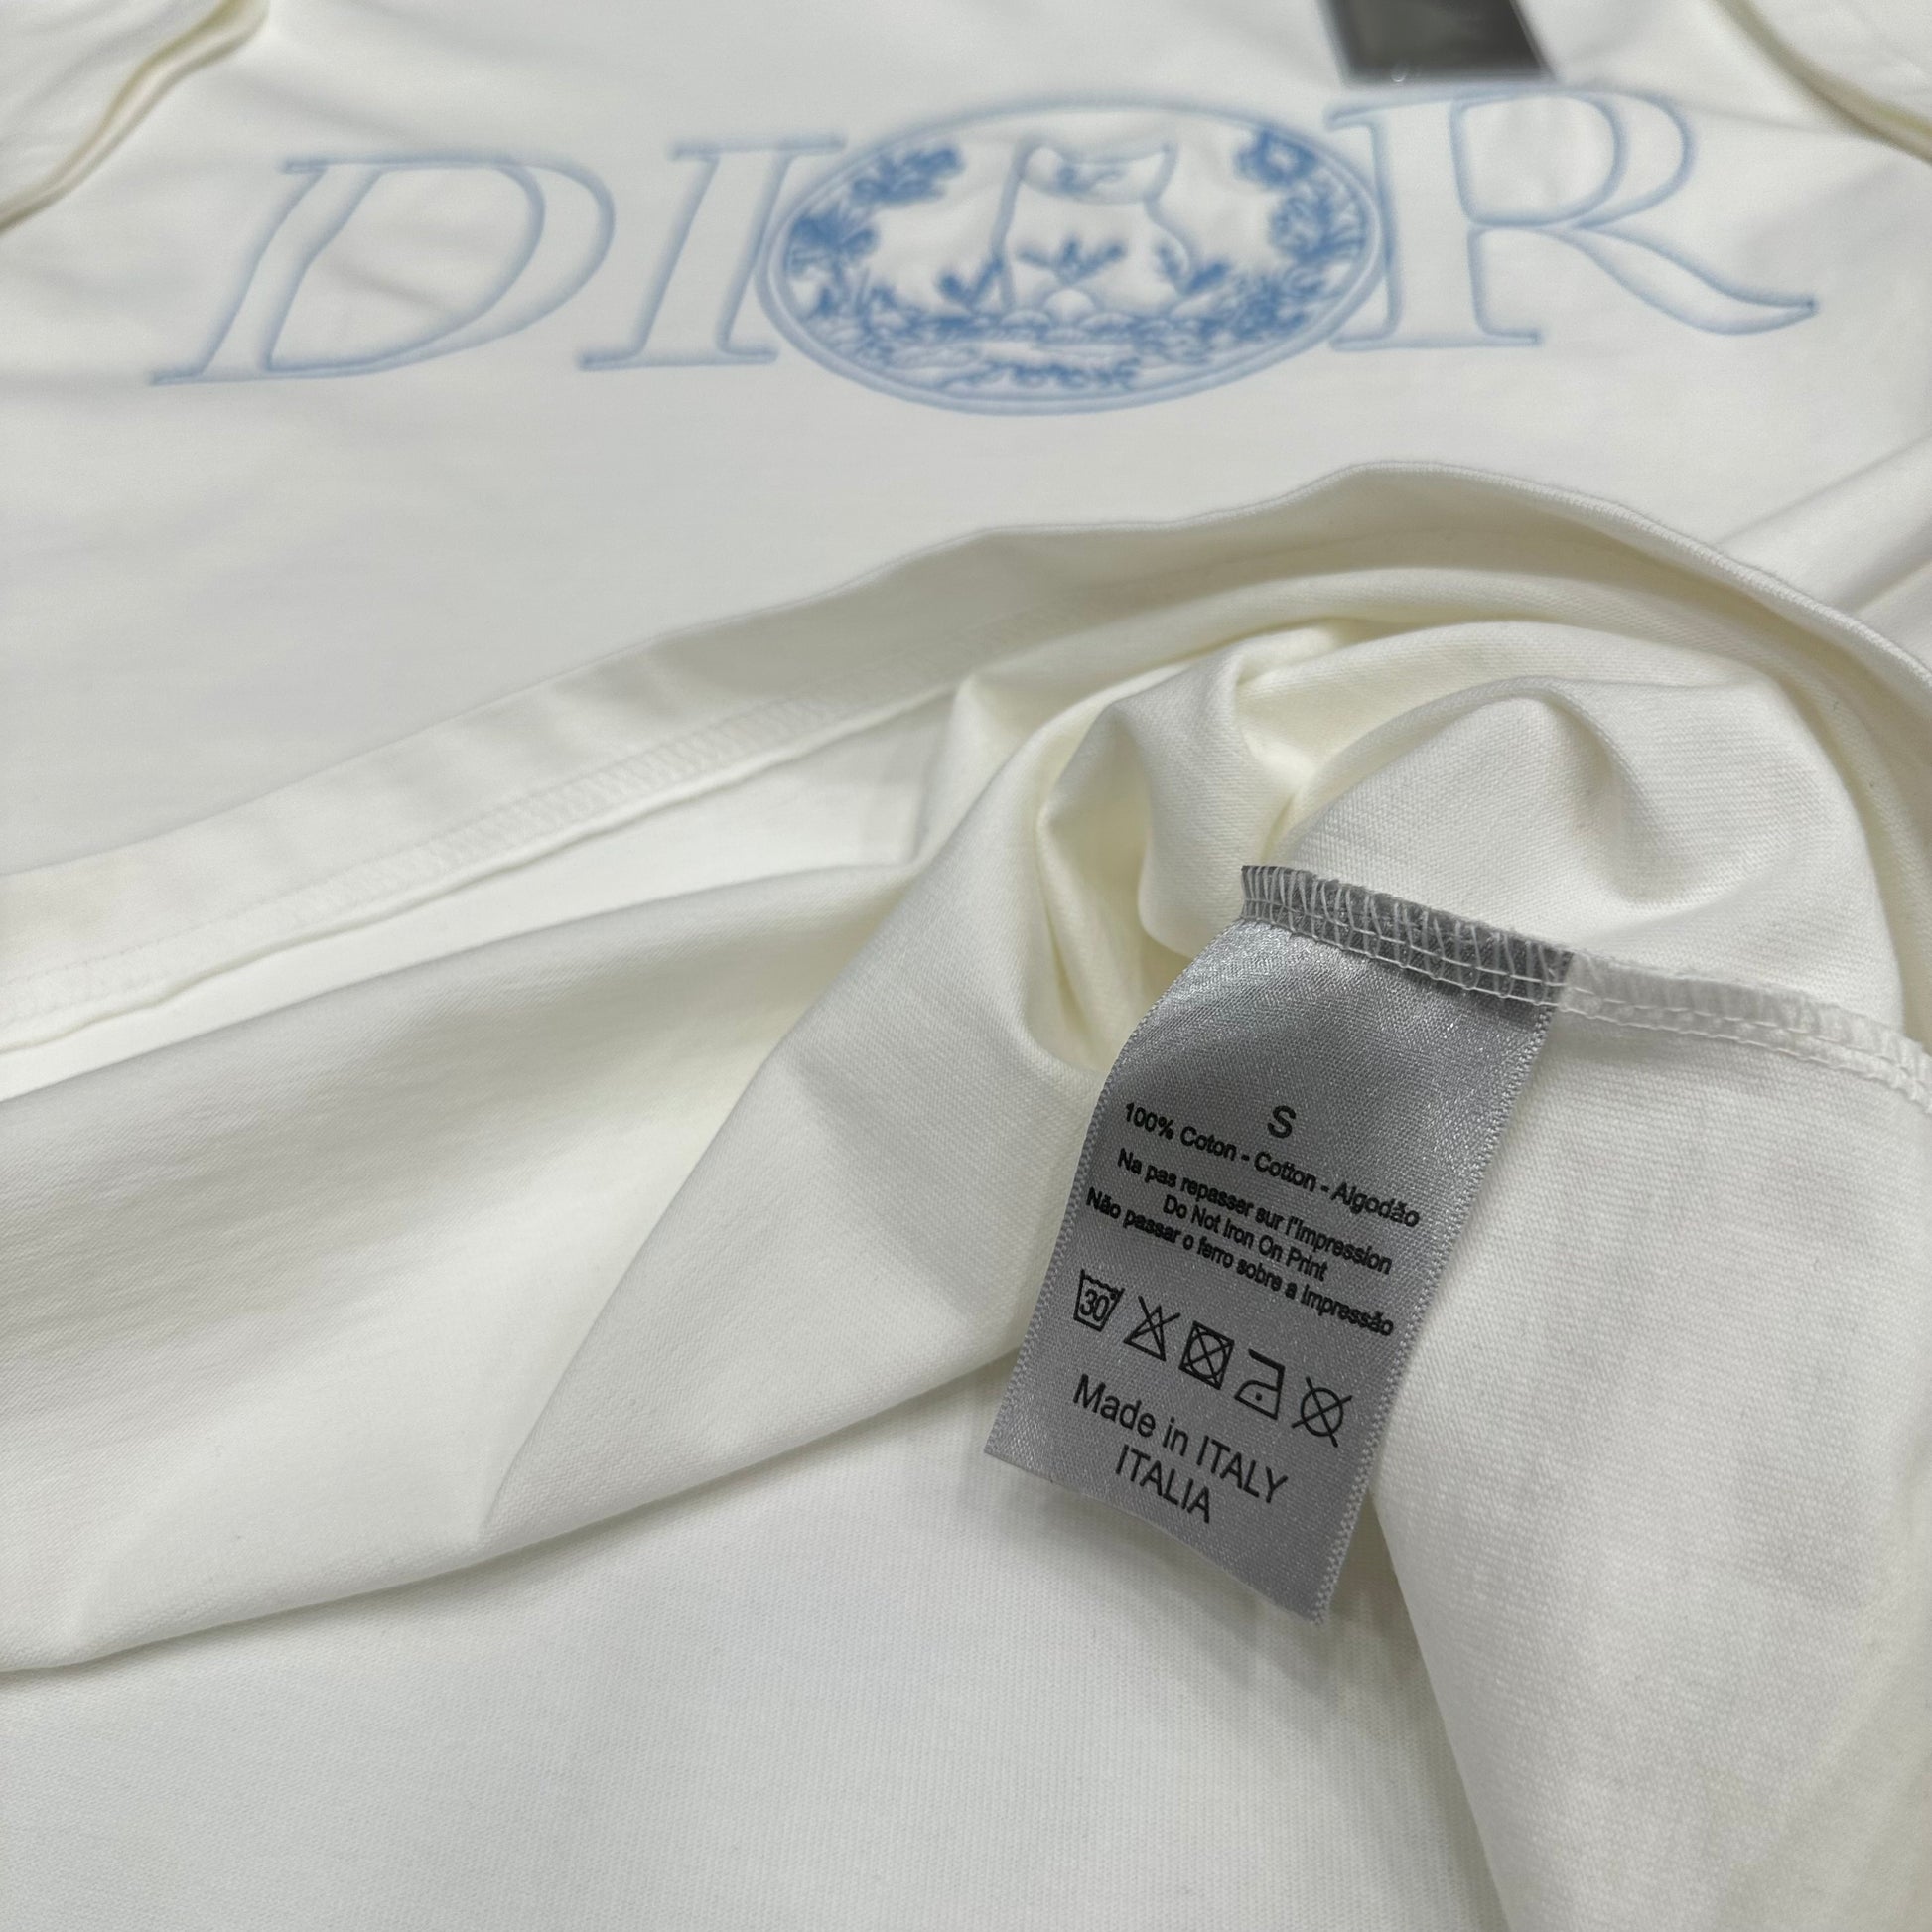 DIOR
S
100% Coton - Cotton - Algodão
Na pas repasser sur l'impression
Do Not Iron On Print
Não passar o ferro sobre a impressão
30°
Made in ITALY
ITALIA